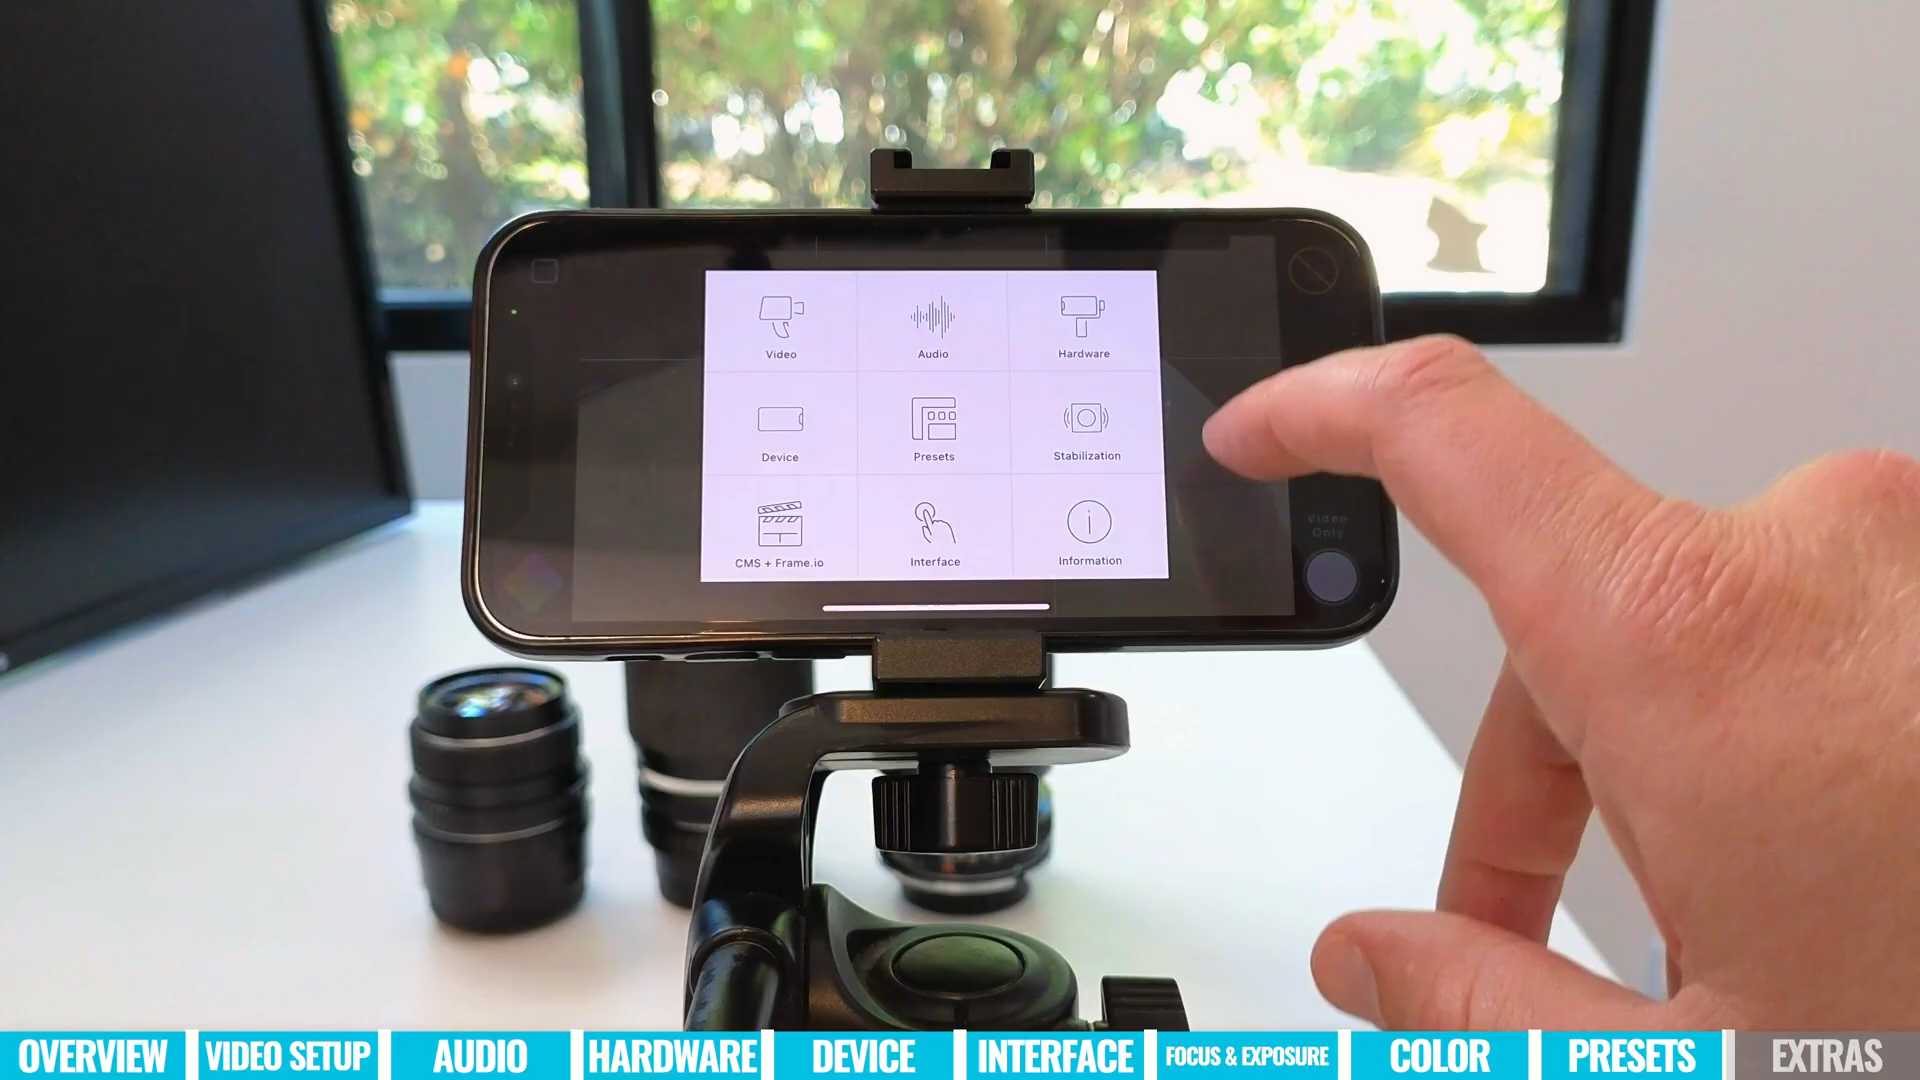 Video
Audio
Hardware
Device
Presets
Stabilization
Video
Only
CMS + Frame.io
Interface
Information
OVERVIEW
VIDEO SETUP
AUDIO
HARDWARE
DEVICE
INTERFACE
FOCUS & EXPOSURE
COLOR
PRESETS
EXTRAS